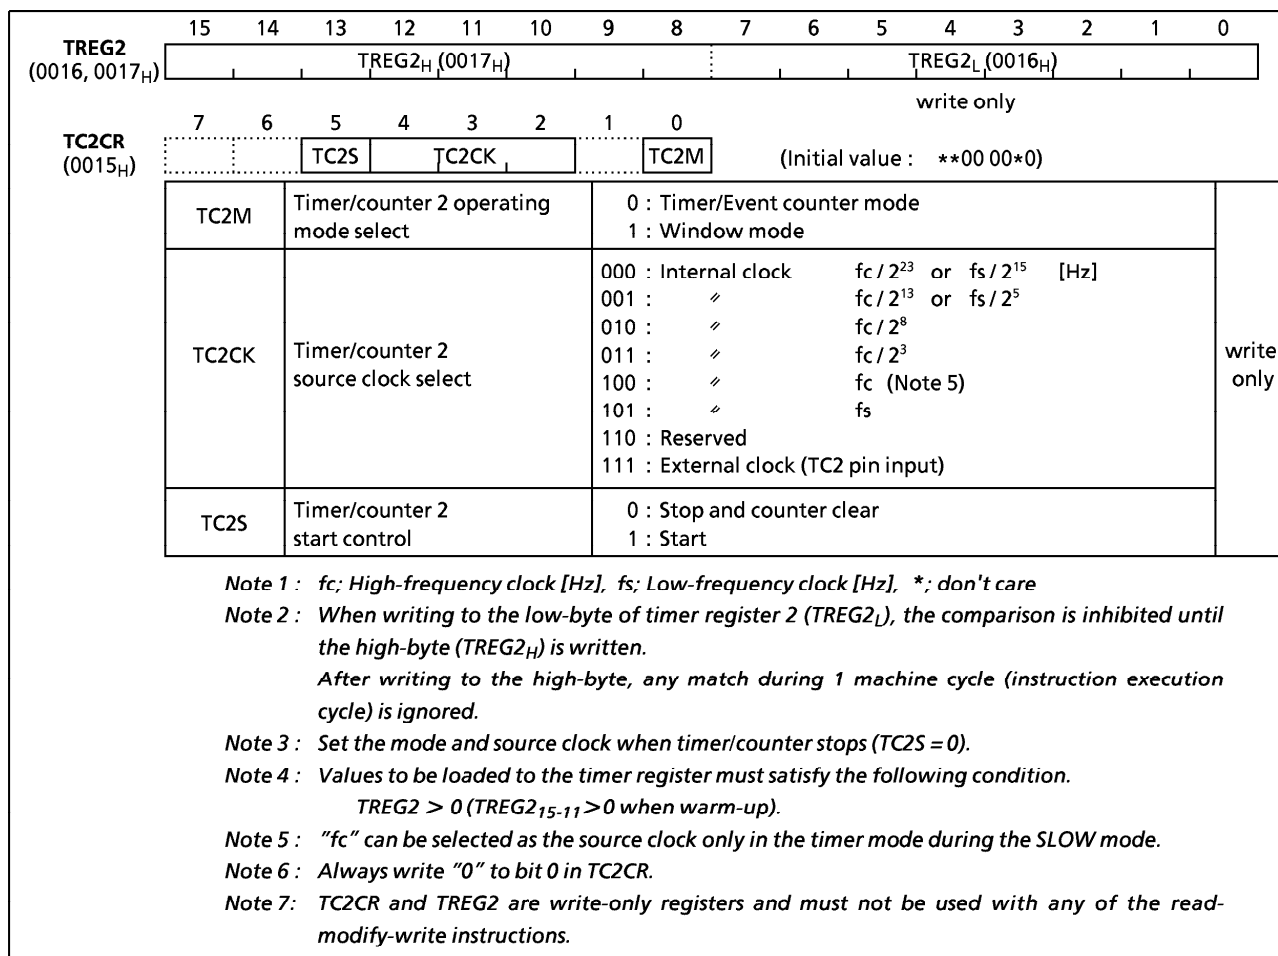 15 14 13 12 11 10 9 8 7 6 5 4 3 2 1 0
TREG2
(0016, 0017H)
TREG2H (0017H) TREG2L (0016H)
write only
7 6 5 4 3 2 1 0
TC2CR
(0015H)
TC2S TC2CK TC2M (Initial value : **00 00*0)
TC2M Timer/counter 2 operating mode select
0 : Timer/Event counter mode
1 : Window mode
TC2CK Timer/counter 2 source clock select
000 : Internal clock fc / 2²³ or fs / 2¹⁵ [Hz]
001 : 〃 fc / 2¹³ or fs / 2⁵
010 : 〃 fc / 2⁸
011 : 〃 fc / 2³
100 : 〃 fc (Note 5)
101 : 〃 fs
110 : Reserved
111 : External clock (TC2 pin input)
TC2S Timer/counter 2 start control
0 : Stop and counter clear
1 : Start
write only
Note 1 : fc; High-frequency clock [Hz], fs; Low-frequency clock [Hz], *; don't care
Note 2 : When writing to the low-byte of timer register 2 (TREG2L), the comparison is inhibited until
the high-byte (TREG2H) is written.
After writing to the high-byte, any match during 1 machine cycle (instruction execution
cycle) is ignored.
Note 3 : Set the mode and source clock when timer/counter stops (TC2S = 0).
Note 4 : Values to be loaded to the timer register must satisfy the following condition.
TREG2 > 0 (TREG215-11 > 0 when warm-up).
Note 5 : "fc" can be selected as the source clock only in the timer mode during the SLOW mode.
Note 6 : Always write "0" to bit 0 in TC2CR.
Note 7: TC2CR and TREG2 are write-only registers and must not be used with any of the read-
modify-write instructions.